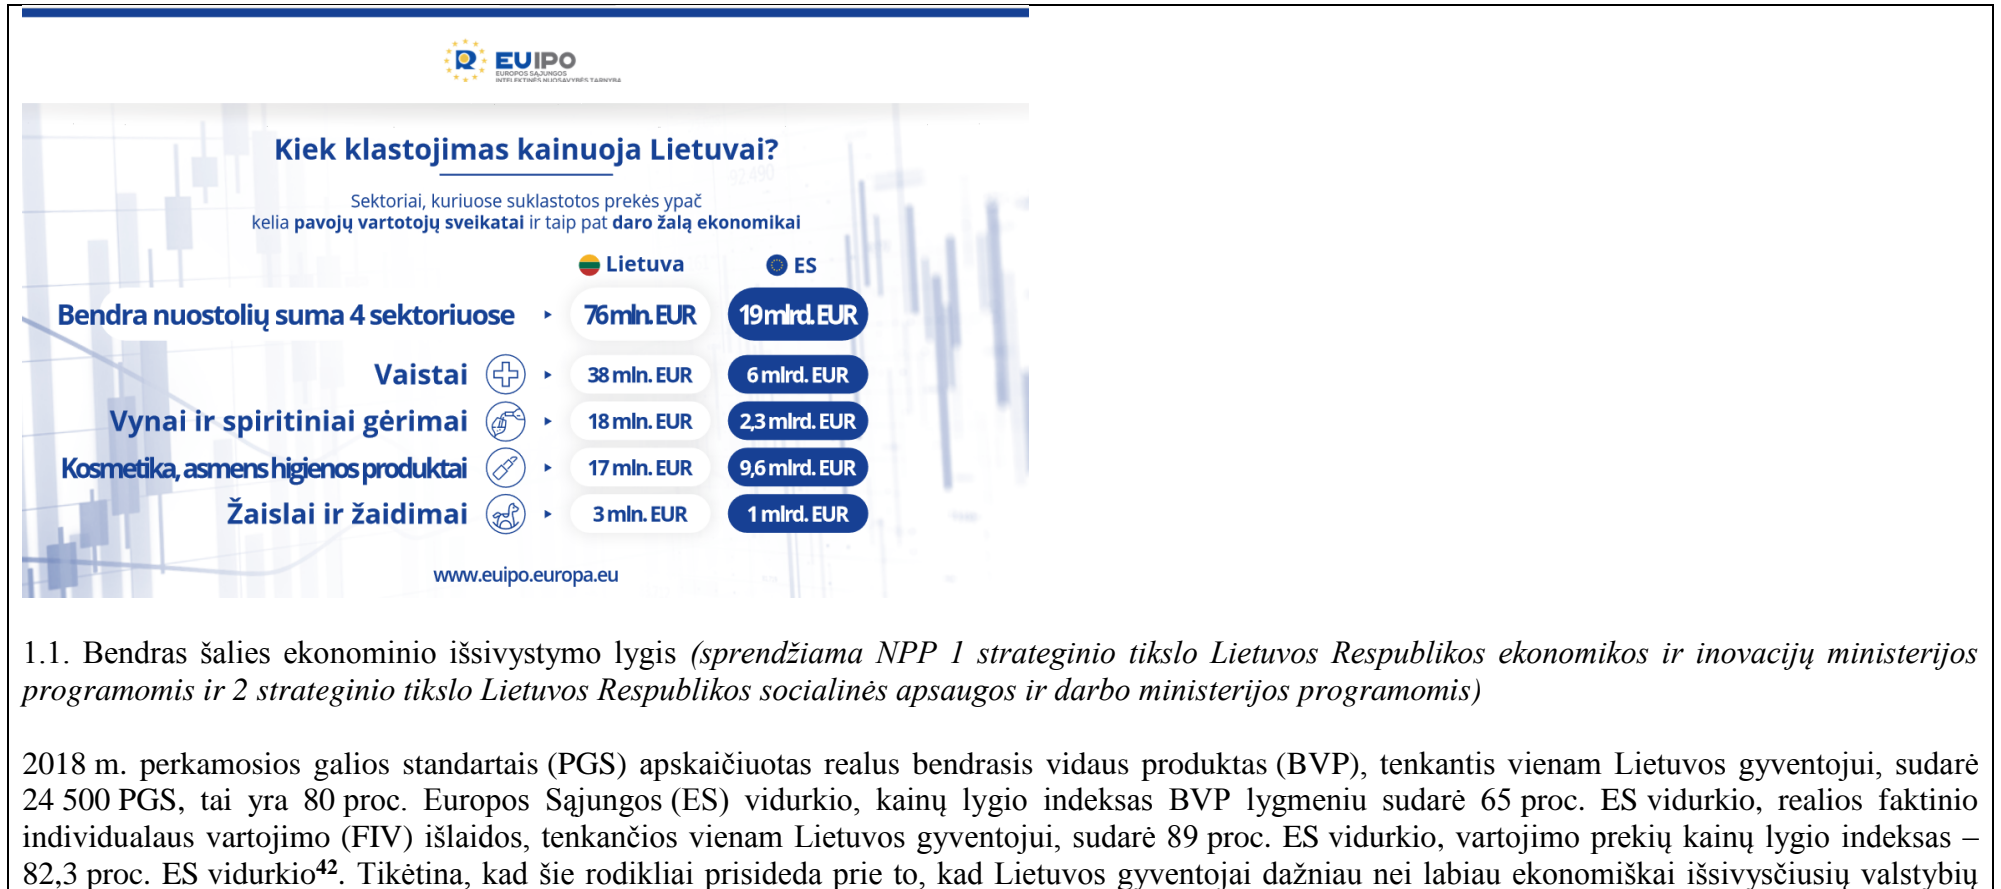 EUIPO
EUROPOS SĄJUNGOS
INTELEKTINĖS NUOSAVYBĖS TARNYBA
Kiek klastojimas kainuoja Lietuvai?
Sektoriai, kuriuose suklastotos prekės ypač
kelia pavojų vartotojų sveikatai ir taip pat daro žalą ekonomikai
Lietuva ES
Bendra nuostolių suma 4 sektoriuose 76 mln. EUR 19 mlrd. EUR
Vaistai 38 mln. EUR 6 mlrd. EUR
Vynai ir spiritiniai gėrimai 18 mln. EUR 2,3 mlrd. EUR
Kosmetika, asmens higienos produktai 17 mln. EUR 9,6 mlrd. EUR
Žaislai ir žaidimai 3 mln. EUR 1 mlrd. EUR
www.euipo.europa.eu
1.1. Bendras šalies ekonominio išsivystymo lygis (sprendžiama NPP 1 strateginio tikslo Lietuvos Respublikos ekonomikos ir inovacijų ministerijos
programomis ir 2 strateginio tikslo Lietuvos Respublikos socialinės apsaugos ir darbo ministerijos programomis)
2018 m. perkamosios galios standartais (PGS) apskaičiuotas realus bendrasis vidaus produktas (BVP), tenkantis vienam Lietuvos gyventojui, sudarė
24 500 PGS, tai yra 80 proc. Europos Sąjungos (ES) vidurkio, kainų lygio indeksas BVP lygmeniu sudarė 65 proc. ES vidurkio, realios faktinio
individualaus vartojimo (FIV) išlaidos, tenkančios vienam Lietuvos gyventojui, sudarė 89 proc. ES vidurkio, vartojimo prekių kainų lygio indeksas –
82,3 proc. ES vidurkio42. Tikėtina, kad šie rodikliai prisideda prie to, kad Lietuvos gyventojai dažniau nei labiau ekonomiškai išsivysčiusių valstybių